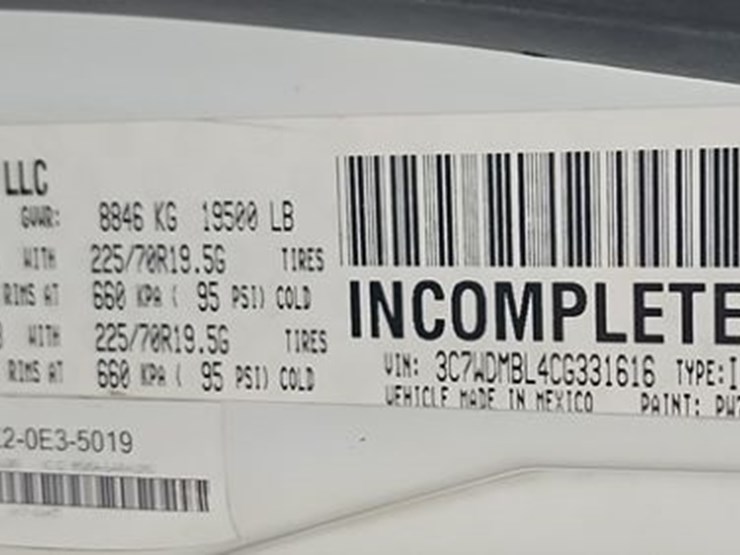 LLC
GVWR: 8846 KG 19500 LB
WITH 225/70R19.5G TIRES
RIMS AT 660 KPA ( 95 PSI) COLD
WITH 225/70R19.5G TIRES
RIMS AT 660 KPA ( 95 PSI) COLD
INCOMPLETE
VIN: 3C7WDMBL4CG331616 TYPE:I
VEHICLE MADE IN MEXICO PAINT: PW7
2-0E3-5019